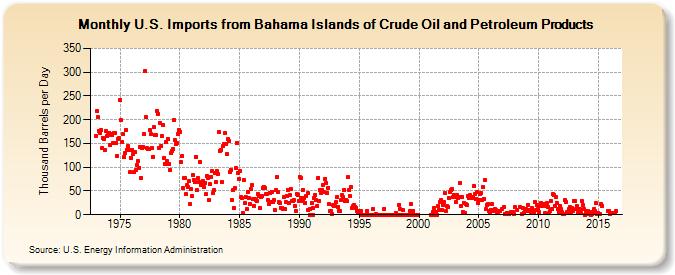 Monthly U.S. Imports from Bahama Islands of Crude Oil and Petroleum Products
Thousand Barrels per Day
350
300
250
200
150
100
50
0
1975 1980 1985 1990 1995 2000 2005 2010 2015
Source: U.S. Energy Information Administration